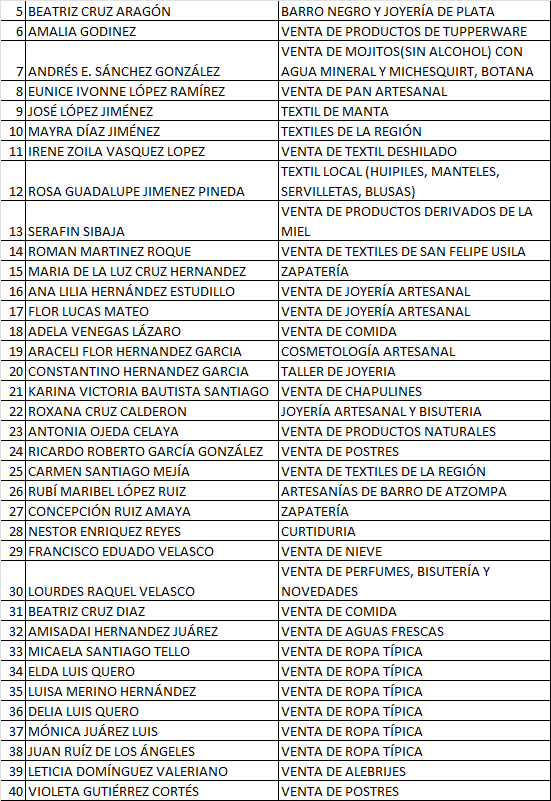 5 BEATRIZ CRUZ ARAGÓN BARRO NEGRO Y JOYERÍA DE PLATA
6 AMALIA GODINEZ VENTA DE PRODUCTOS DE TUPPERWARE
VENTA DE MOJITOS(SIN ALCOHOL) CON
7 ANDRÉS E. SÁNCHEZ GONZÁLEZ AGUA MINERAL Y MICHESQUIRT, BOTANA
8 EUNICE IVONNE LÓPEZ RAMÍREZ VENTA DE PAN ARTESANAL
9 JOSÉ LÓPEZ JIMÉNEZ TEXTIL DE MANTA
10 MAYRA DÍAZ JIMÉNEZ TEXTILES DE LA REGIÓN
11 IRENE ZOILA VASQUEZ LOPEZ VENTA DE TEXTIL DESHILADO
TEXTIL LOCAL (HUIPILES, MANTELES,
12 ROSA GUADALUPE JIMENEZ PINEDA SERVILLETAS, BLUSAS)
VENTA DE PRODUCTOS DERIVADOS DE LA
13 SERAFIN SIBAJA MIEL
14 ROMAN MARTINEZ ROQUE VENTA DE TEXTILES DE SAN FELIPE USILA
15 MARIA DE LA LUZ CRUZ HERNANDEZ ZAPATERÍA
16 ANA LILIA HERNÁNDEZ ESTUDILLO VENTA DE JOYERÍA ARTESANAL
17 FLOR LUCAS MATEO VENTA DE JOYERÍA ARTESANAL
18 ADELA VENEGAS LÁZARO VENTA DE COMIDA
19 ARACELI FLOR HERNANDEZ GARCIA COSMETOLOGÍA ARTESANAL
20 CONSTANTINO HERNANDEZ GARCIA TALLER DE JOYERIA
21 KARINA VICTORIA BAUTISTA SANTIAGO VENTA DE CHAPULINES
22 ROXANA CRUZ CALDERON JOYERÍA ARTESANAL Y BISUTERIA
23 ANTONIA OJEDA CELAYA VENTA DE PRODUCTOS NATURALES
24 RICARDO ROBERTO GARCÍA GONZÁLEZ VENTA DE POSTRES
25 CARMEN SANTIAGO MEJÍA VENTA DE TEXTILES DE LA REGIÓN
26 RUBÍ MARIBEL LÓPEZ RUIZ ARTESANÍAS DE BARRO DE ATZOMPA
27 CONCEPCIÓN RUIZ AMAYA ZAPATERÍA
28 NESTOR ENRIQUEZ REYES CURTIDURIA
29 FRANCISCO EDUADO VELASCO VENTA DE NIEVE
VENTA DE PERFUMES, BISUTERÍA Y
30 LOURDES RAQUEL VELASCO NOVEDADES
31 BEATRIZ CRUZ DIAZ VENTA DE COMIDA
32 AMISADAI HERNANDEZ JUÁREZ VENTA DE AGUAS FRESCAS
33 MICAELA SANTIAGO TELLO VENTA DE ROPA TÍPICA
34 ELDA LUIS QUERO VENTA DE ROPA TÍPICA
35 LUISA MERINO HERNÁNDEZ VENTA DE ROPA TÍPICA
36 DELIA LUIS QUERO VENTA DE ROPA TÍPICA
37 MÓNICA JUÁREZ LUIS VENTA DE ROPA TÍPICA
38 JUAN RUÍZ DE LOS ÁNGELES VENTA DE ROPA TÍPICA
39 LETICIA DOMÍNGUEZ VALERIANO VENTA DE ALEBRIJES
40 VIOLETA GUTIÉRREZ CORTÉS VENTA DE POSTRES